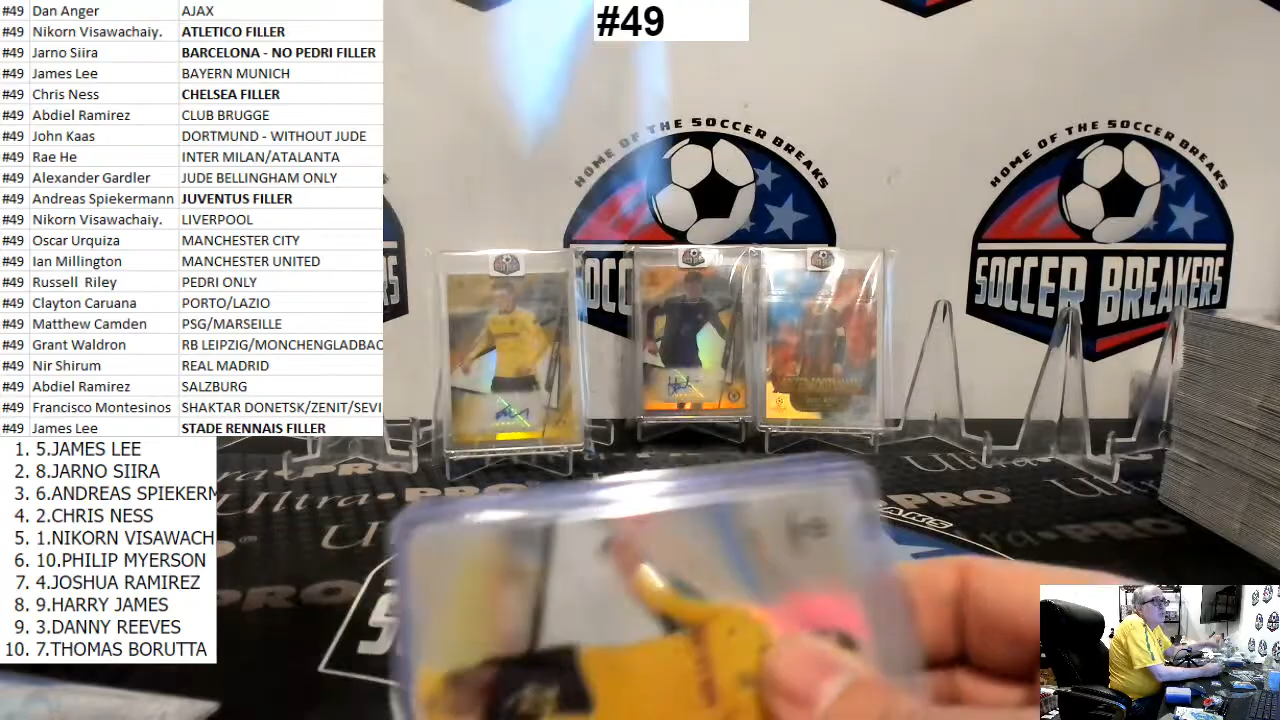 #49 Dan Anger AJAX
#49 Nikorn Visawachaiy. ATLETICO FILLER
#49 Jarno Siira BARCELONA - NO PEDRI FILLER
#49 James Lee BAYERN MUNICH
#49 Chris Ness CHELSEA FILLER
#49 Abdiel Ramirez CLUB BRUGGE
#49 John Kaas DORTMUND - WITHOUT JUDE
#49 Rae He INTER MILAN/ATALANTA
#49 Alexander Gardler JUDE BELLINGHAM ONLY
#49 Andreas Spiekermann JUVENTUS FILLER
#49 Nikorn Visawachaiy. LIVERPOOL
#49 Oscar Urquiza MANCHESTER CITY
#49 Ian Millington MANCHESTER UNITED
#49 Russell Riley PEDRI ONLY
#49 Clayton Caruana PORTO/LAZIO
#49 Matthew Camden PSG/MARSEILLE
#49 Grant Waldron RB LEIPZIG/MONCHENGLADBAC
#49 Nir Shirum REAL MADRID
#49 Abdiel Ramirez SALZBURG
#49 Francisco Montesinos SHAKTAR DONETSK/ZENIT/SEVI
#49 James Lee STADE RENNAIS FILLER
1. 5.JAMES LEE
2. 8.JARNO SIIRA
3. 6.ANDREAS SPIEKERM
4. 2.CHRIS NESS
5. 1.NIKORN VISAWACH
6. 10.PHILIP MYERSON
7. 4.JOSHUA RAMIREZ
8. 9.HARRY JAMES
9. 3.DANNY REEVES
10. 7.THOMAS BORUTTA
#49
HOME OF THE SOCCER BREAKS
SOCC
HOME OF THE SOCCER BREAKS
SOCCER BREAKERS
Ultra PRO
Ultra PRO